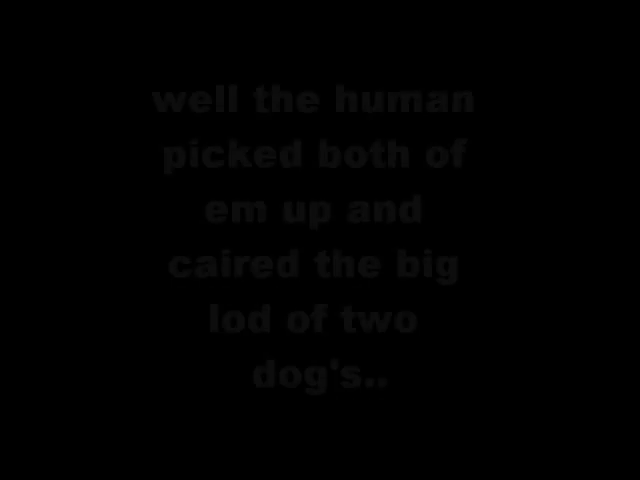 well the human
picked both of
em up and
caired the big
lod of two
dog's..